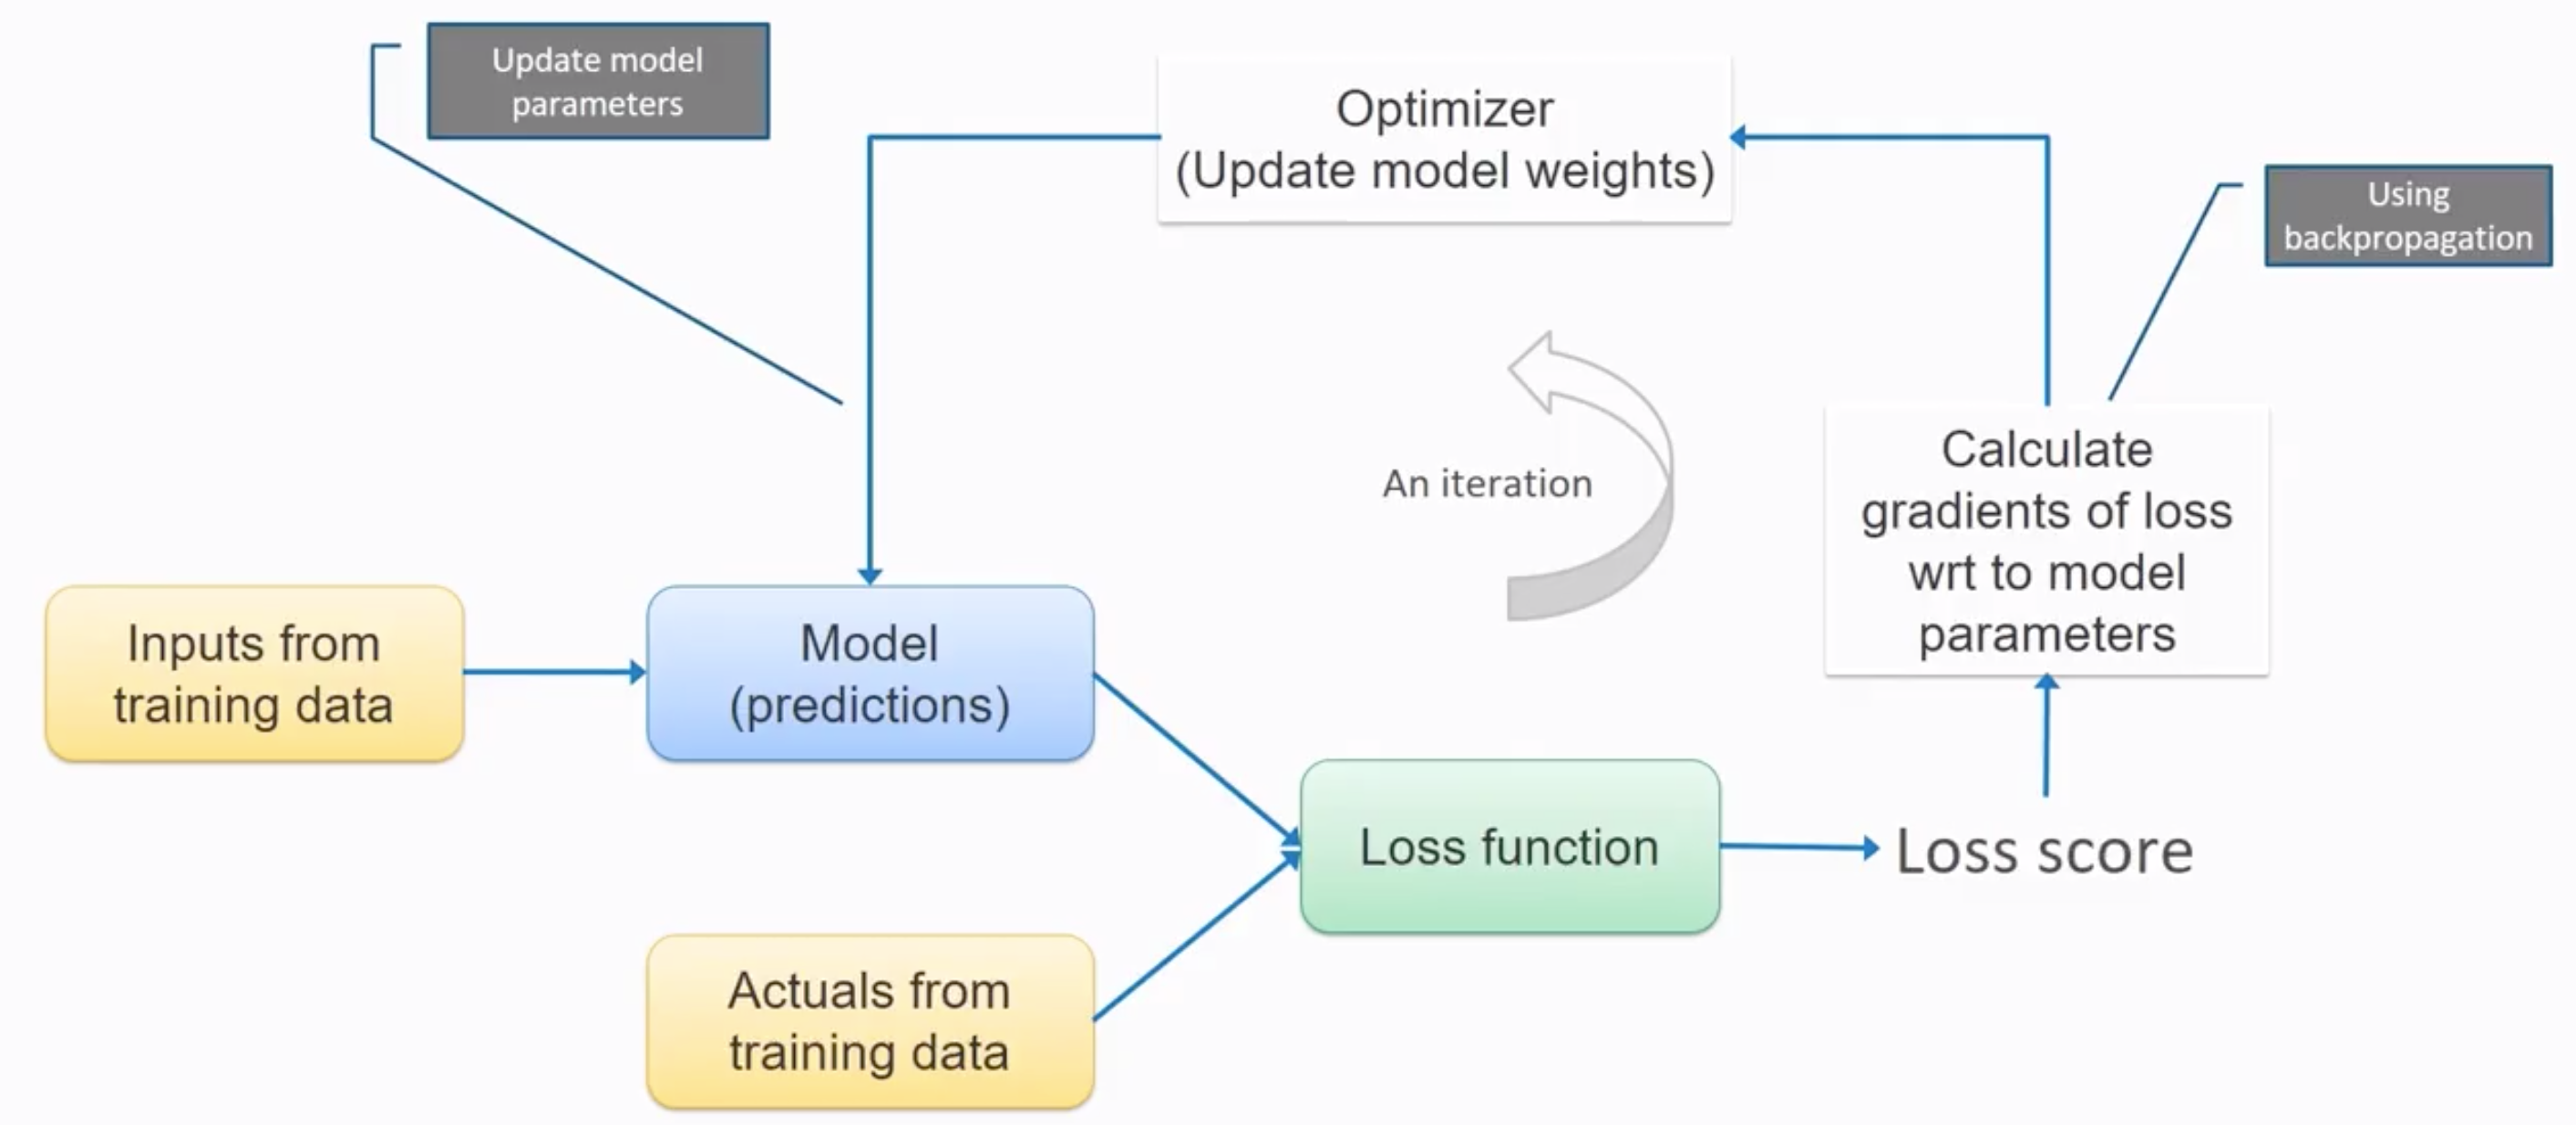 Update model
parameters
Optimizer
(Update model weights)
Using
backpropagation
An iteration
Calculate
gradients of loss
wrt to model
parameters
Inputs from
training data
Model
(predictions)
Loss function
Loss score
Actuals from
training data